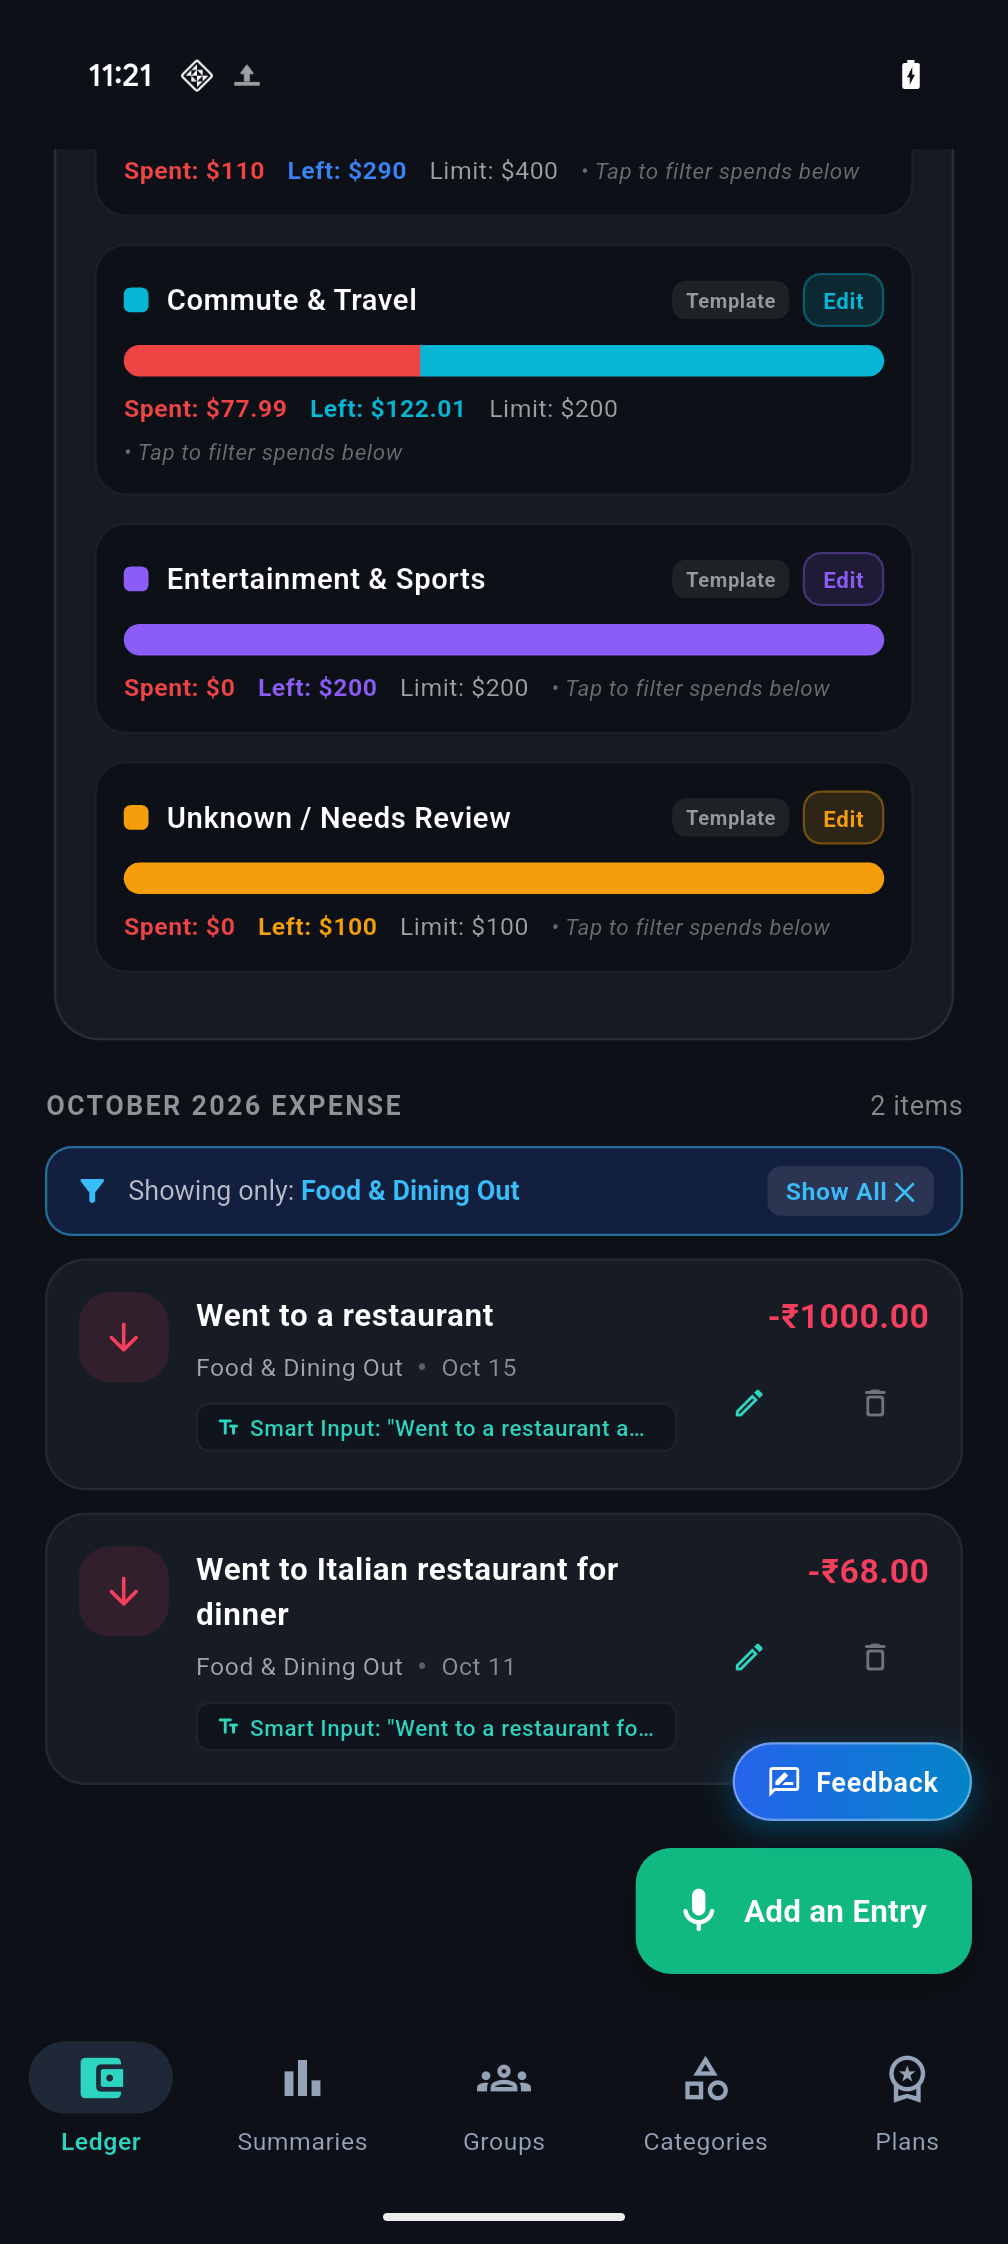 11:21
Spent: $110 Left: $290 Limit: $400 • Tap to filter spends below
Commute & Travel Template Edit
Spent: $77.99 Left: $122.01 Limit: $200
• Tap to filter spends below
Entertainment & Sports Template Edit
Spent: $0 Left: $200 Limit: $200 • Tap to filter spends below
Unknown / Needs Review Template Edit
Spent: $0 Left: $100 Limit: $100 • Tap to filter spends below
OCTOBER 2026 EXPENSE 2 items
Showing only: Food & Dining Out Show All
Went to a restaurant -₹1000.00
Food & Dining Out • Oct 15
Smart Input: "Went to a restaurant a...
Went to Italian restaurant for -₹68.00
dinner
Food & Dining Out • Oct 11
Smart Input: "Went to a restaurant fo...
Feedback
Add an Entry
Ledger Summaries Groups Categories Plans